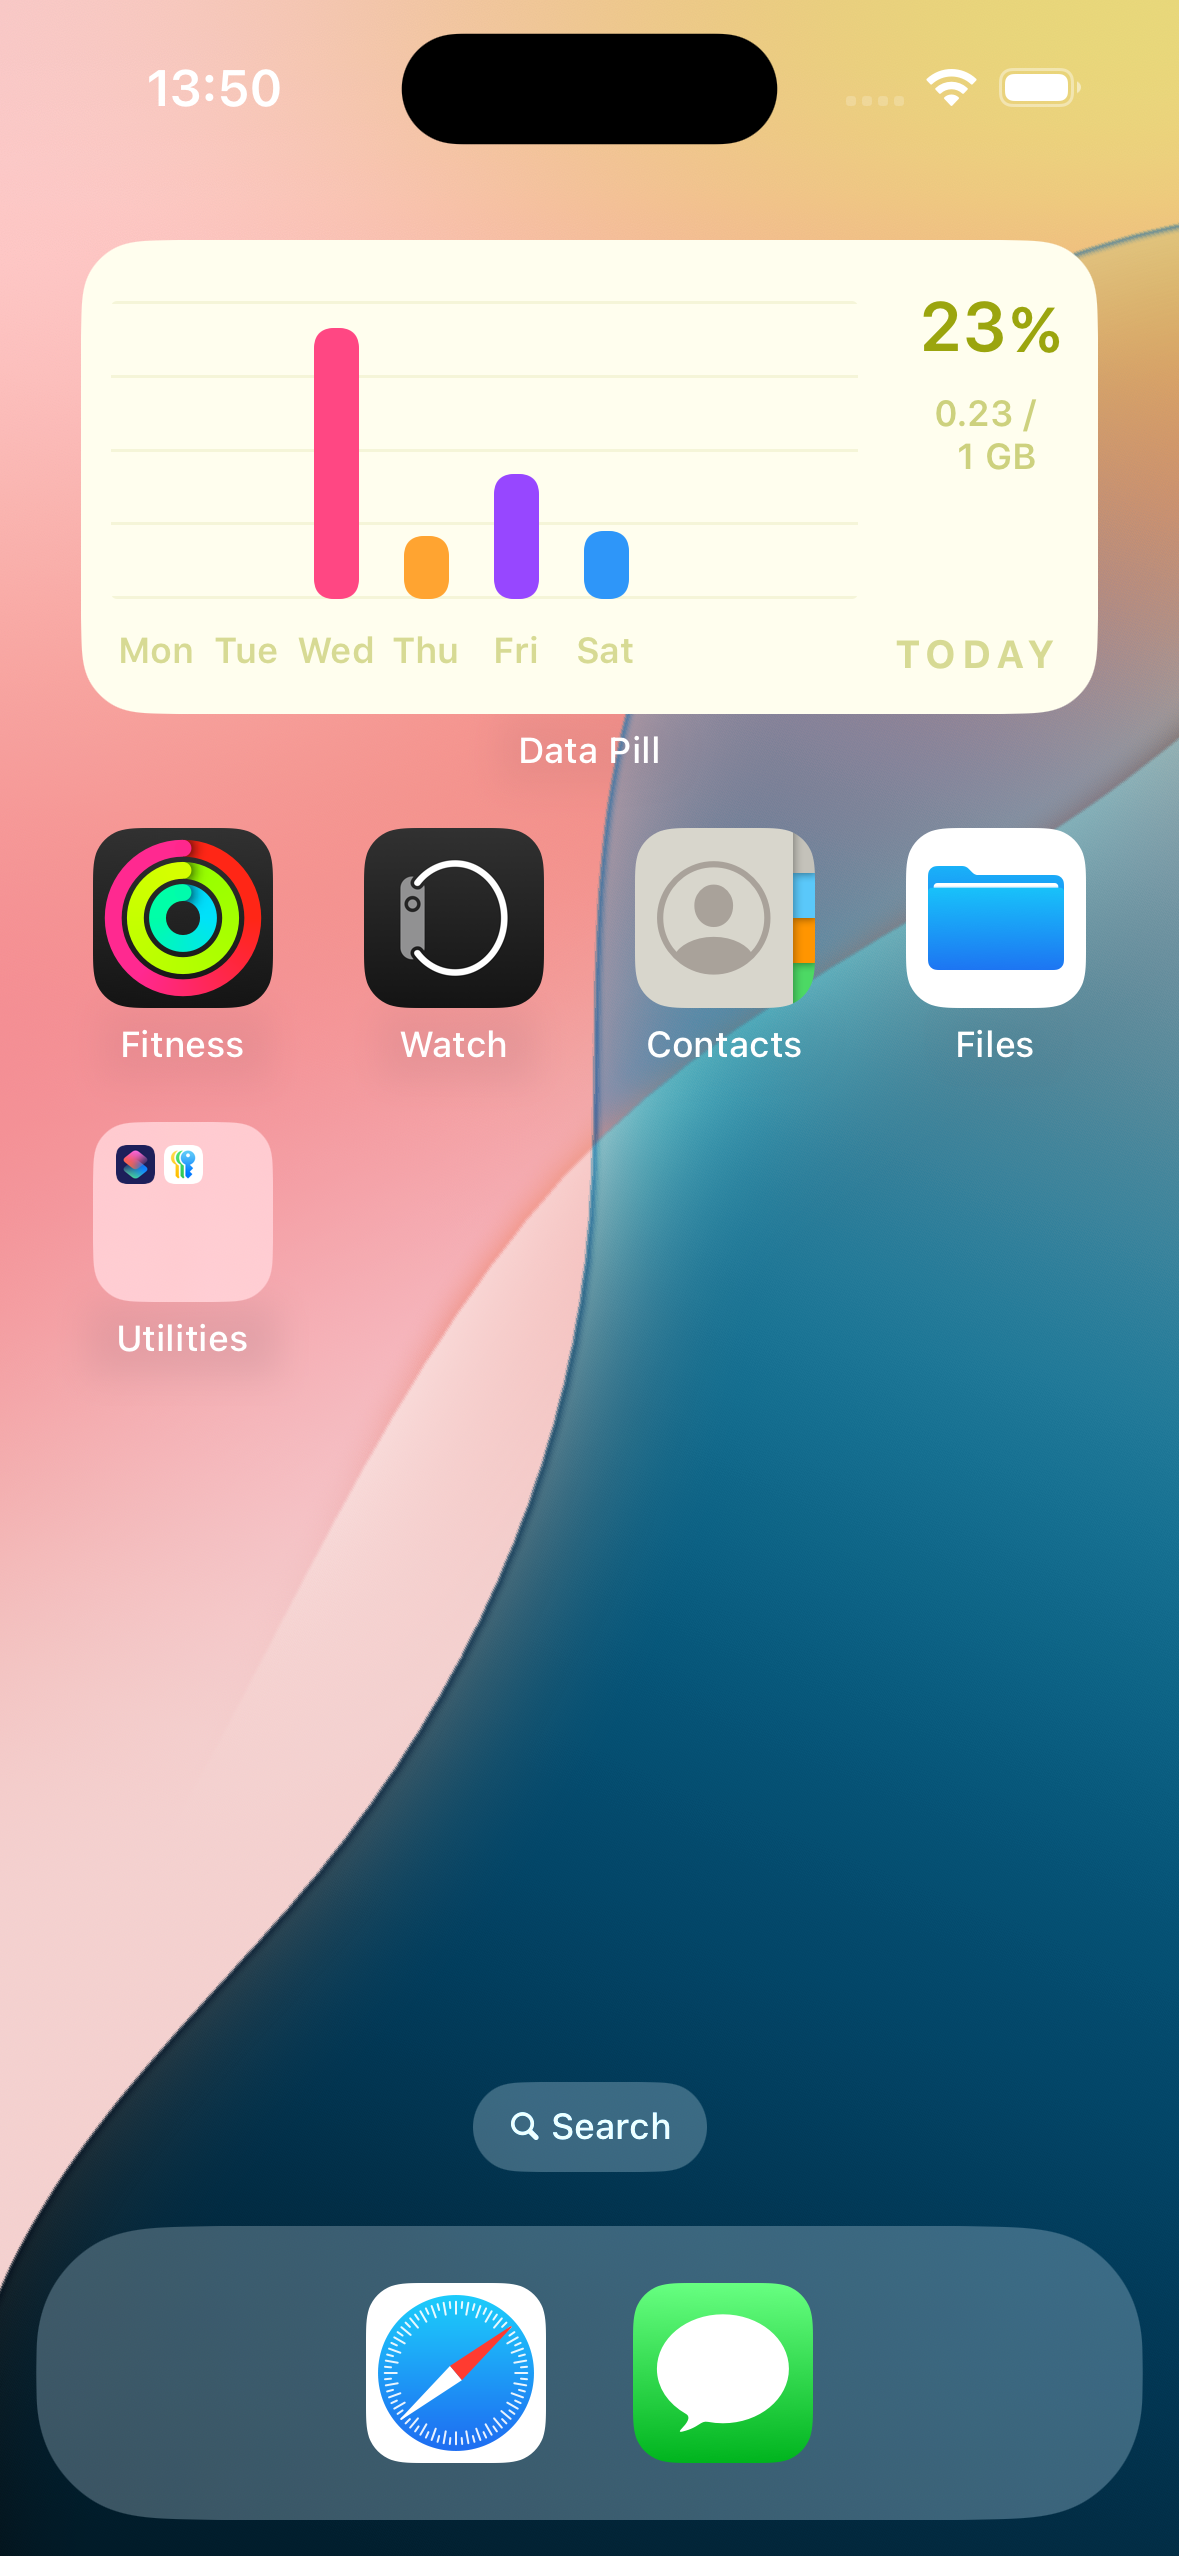 13:50
23%
0.23 /
1 GB
Mon Tue Wed Thu Fri Sat
TODAY
Data Pill
Fitness Watch Contacts Files
Utilities
Search